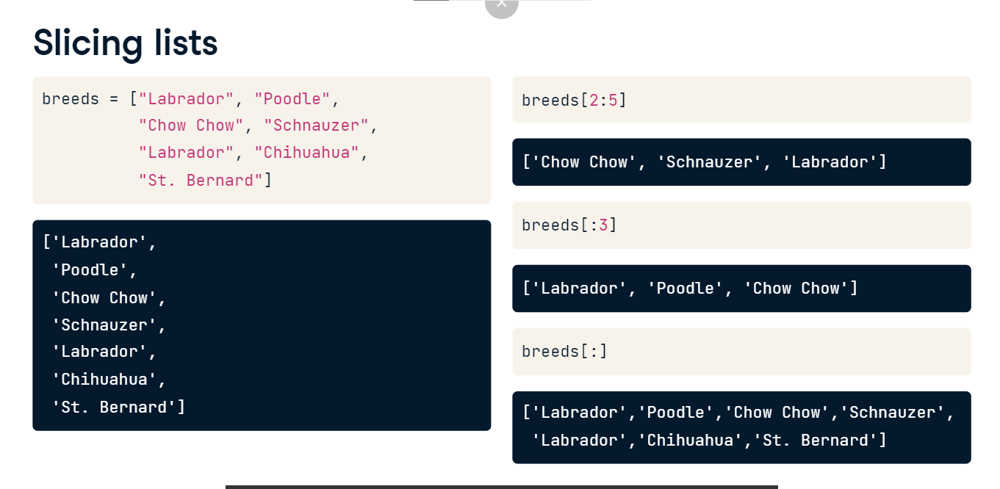 Slicing lists
breeds = ["Labrador", "Poodle",
"Chow Chow", "Schnauzer",
"Labrador", "Chihuahua",
"St. Bernard"]
['Labrador',
'Poodle',
'Chow Chow',
'Schnauzer',
'Labrador',
'Chihuahua',
'St. Bernard']
breeds[2:5]
['Chow Chow', 'Schnauzer', 'Labrador']
breeds[:3]
['Labrador', 'Poodle', 'Chow Chow']
breeds[:]
['Labrador','Poodle','Chow Chow','Schnauzer',
'Labrador','Chihuahua','St. Bernard']